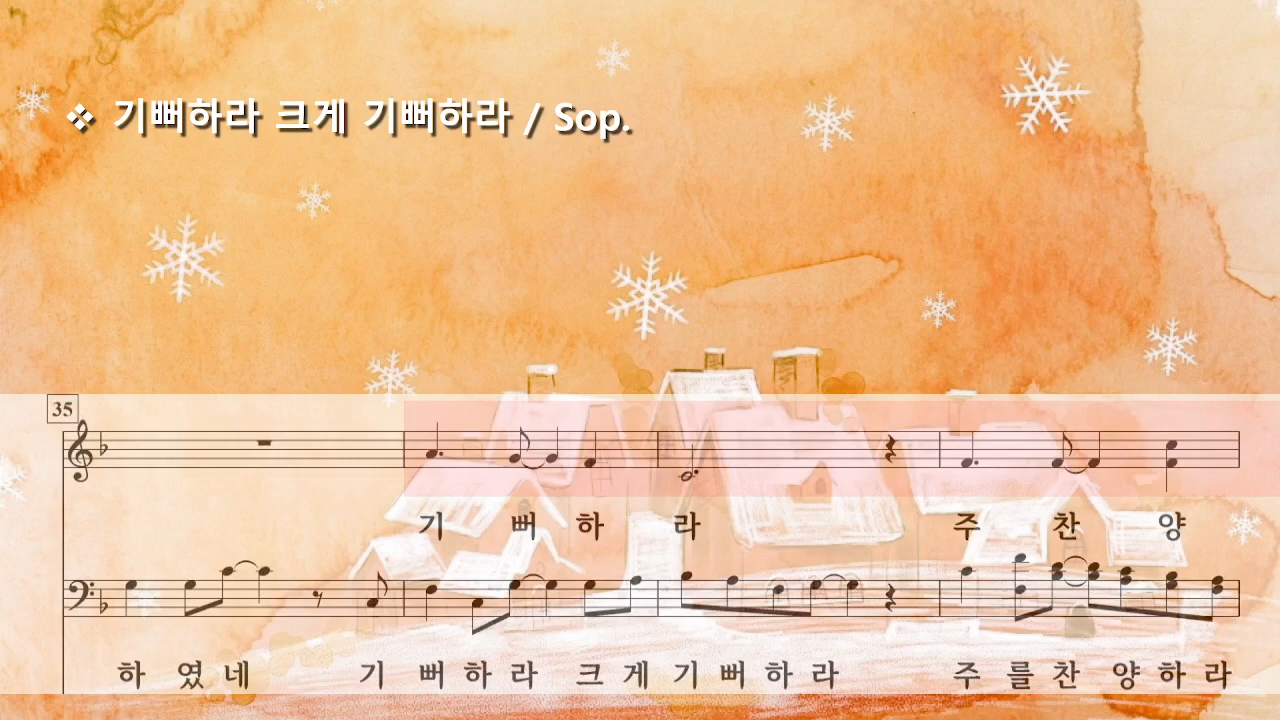 ❖ 기뻐하라 크게 기뻐하라 / Sop.
35
기 뻐 하 라 주 찬 양
하 였 네 기 뻐 하 라 크 게 기 뻐 하 라 주 를 찬 양 하 라